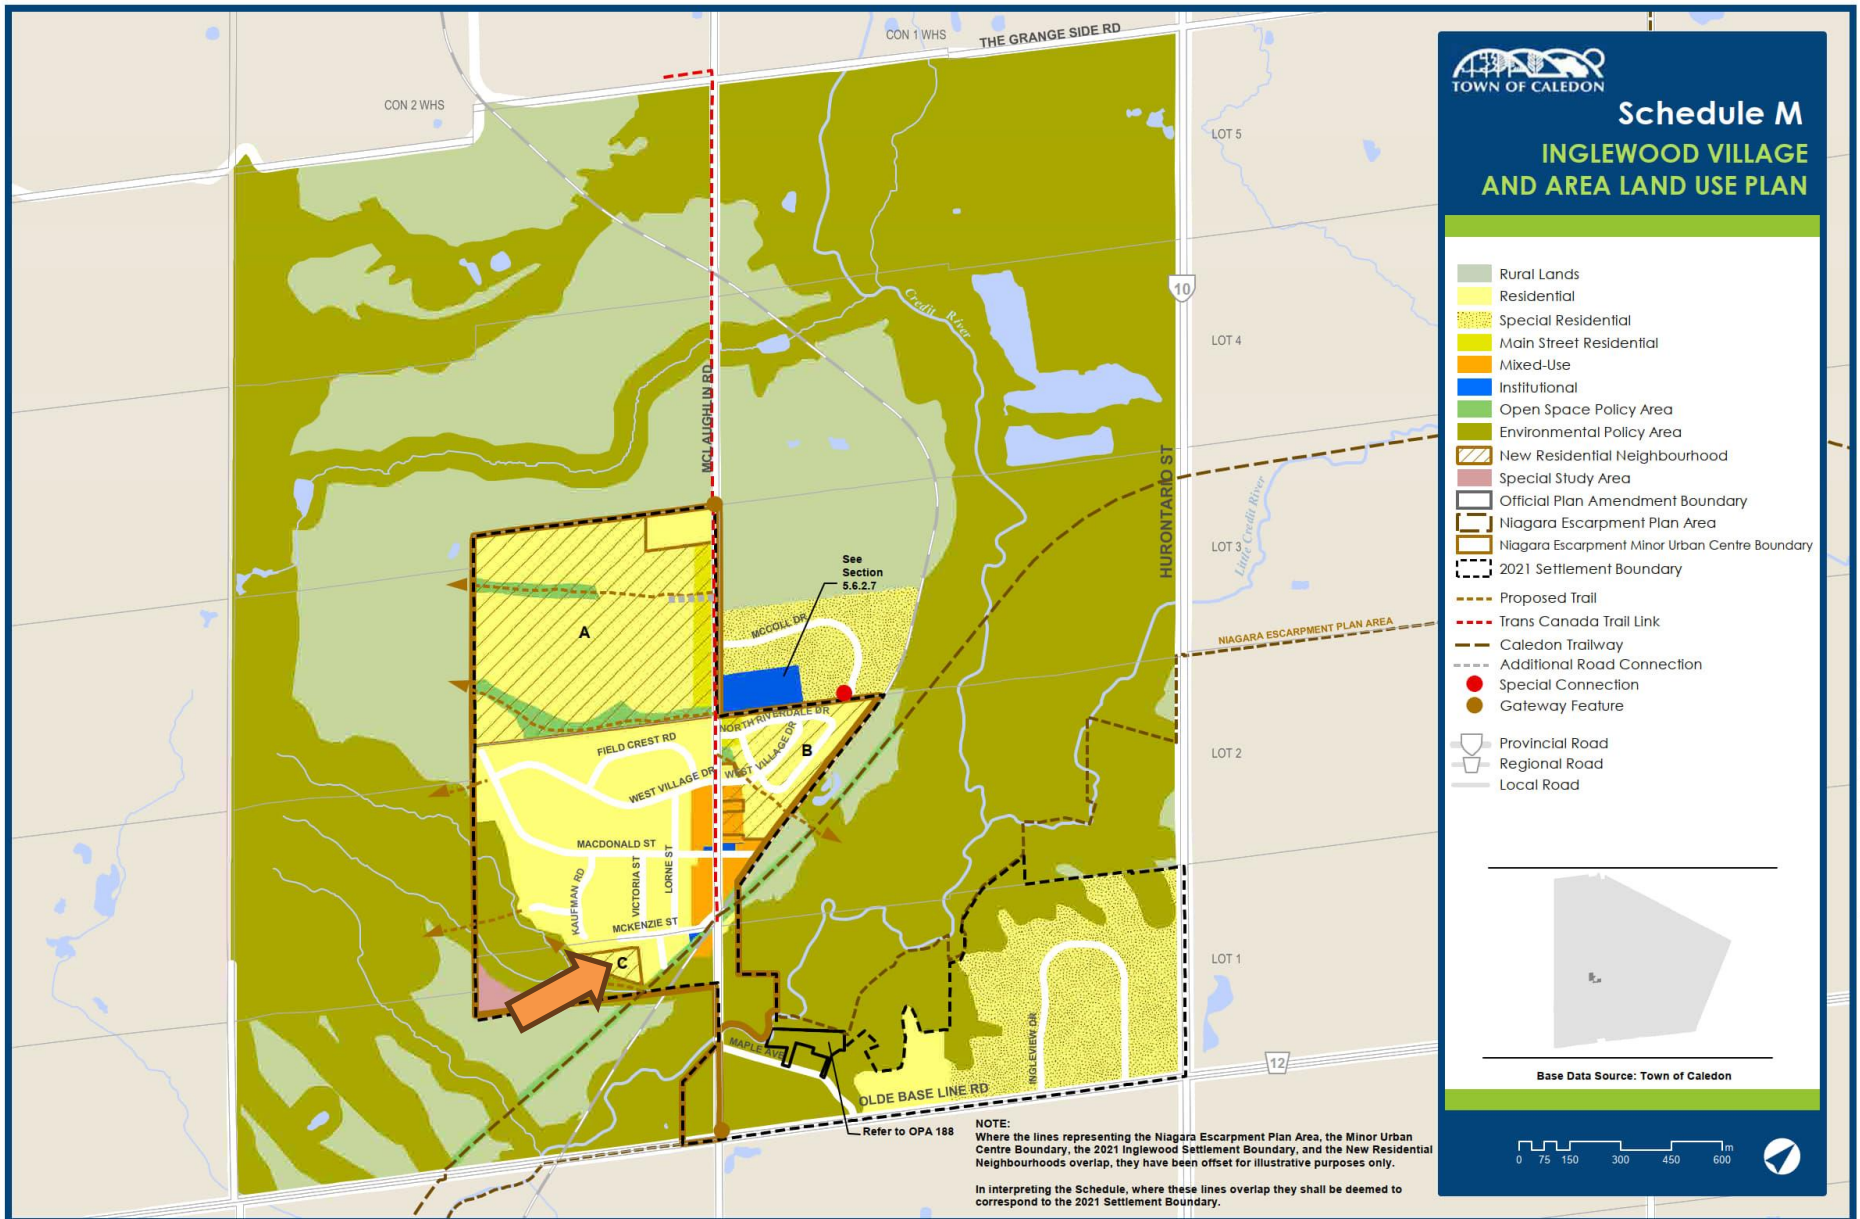 CON 1 WHS
THE GRANGE SIDE RD
CON 2 WHS
LOT 5
10
Credit River
LOT 4
MCLAUGHLIN RD
HURONTARIO ST
Little Credit River
LOT 3
See
Section
5.6.2.7
A
MCCOLL DR
NIAGARA ESCARPMENT PLAN AREA
NORTH RIVERDALE DR
FIELD CREST RD
WEST VILLAGE DR
WEST VILLAGE DR
B
LOT 2
MACDONALD ST
KAUFMAN RD
VICTORIA ST
LORNE ST
MCKENZIE ST
C
LOT 1
INGLEVIEW DR
MAPLE AVE
OLDE BASE LINE RD
12
Refer to OPA 188
NOTE:
Where the lines representing the Niagara Escarpment Plan Area, the Minor Urban
Centre Boundary, the 2021 Inglewood Settlement Boundary, and the New Residential
Neighbourhoods overlap, they have been offset for illustrative purposes only.
In interpreting the Schedule, where these lines overlap they shall be deemed to
correspond to the 2021 Settlement Boundary.
TOWN OF CALEDON
Schedule M
INGLEWOOD VILLAGE
AND AREA LAND USE PLAN
Rural Lands
Residential
Special Residential
Main Street Residential
Mixed-Use
Institutional
Open Space Policy Area
Environmental Policy Area
New Residential Neighbourhood
Special Study Area
Official Plan Amendment Boundary
Niagara Escarpment Plan Area
Niagara Escarpment Minor Urban Centre Boundary
2021 Settlement Boundary
Proposed Trail
Trans Canada Trail Link
Caledon Trailway
Additional Road Connection
Special Connection
Gateway Feature
Provincial Road
Regional Road
Local Road
Base Data Source: Town of Caledon
m
0 75 150 300 450 600